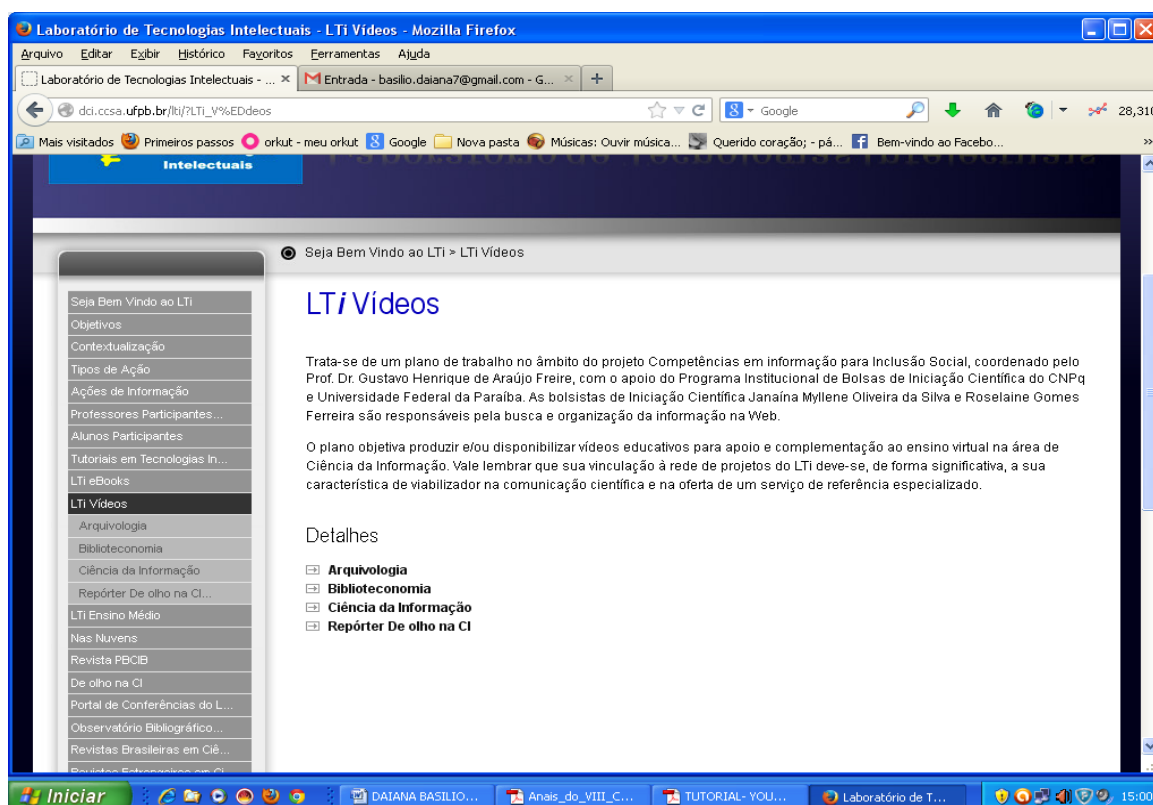 Laboratório de Tecnologias Intelectuais - LTi Vídeos - Mozilla Firefox
Arquivo Editar Exibir Histórico Favoritos Ferramentas Ajuda
Laboratório de Tecnologias Intelectuais - ... × Entrada - basilio.daiana7@gmail.com - G... × +
dci.ccsa.ufpb.br/lti/?LTi_V%EDdeos Google 28,31
Mais visitados Primeiros passos orkut - meu orkut Google Nova pasta Músicas: Ouvir música... Querido coração; - pá... Bem-vindo ao Facebo... »
Intelectuais
Laboratório de Tecnologias Intelectuais
Seja Bem Vindo ao LTi > LTi Vídeos
Seja Bem Vindo ao LTi
Objetivos
Contextualização
Tipos de Ação
Ações de Informação
Professores Participantes...
Alunos Participantes
Tutoriais em Tecnologias In...
LTi eBooks
LTi Vídeos
Arquivologia
Biblioteconomia
Ciência da Informação
Repórter De olho na CI...
LTi Ensino Médio
Nas Nuvens
Revista PBCIB
De olho na CI
Portal de Conferências do L...
Observatório Bibliográfico...
Revistas Brasileiras em Ciê...
Revistas Estrangeiras em CI
LTi Vídeos
Trata-se de um plano de trabalho no âmbito do projeto Competências em informação para Inclusão Social, coordenado pelo
Prof. Dr. Gustavo Henrique de Araújo Freire, com o apoio do Programa Institucional de Bolsas de Iniciação Científica do CNPq
e Universidade Federal da Paraíba. As bolsistas de Iniciação Científica Janaína Myllene Oliveira da Silva e Roselaine Gomes
Ferreira são responsáveis pela busca e organização da informação na Web.
O plano objetiva produzir e/ou disponibilizar vídeos educativos para apoio e complementação ao ensino virtual na área de
Ciência da Informação. Vale lembrar que sua vinculação à rede de projetos do LTi deve-se, de forma significativa, a sua
característica de viabilizador na comunicação científica e na oferta de um serviço de referência especializado.
Detalhes
Arquivologia
Biblioteconomia
Ciência da Informação
Repórter De olho na CI
Iniciar DAIANA BASILIO... Anais_do_VIII_C... TUTORIAL- YOU... Laboratório de T... 15:00